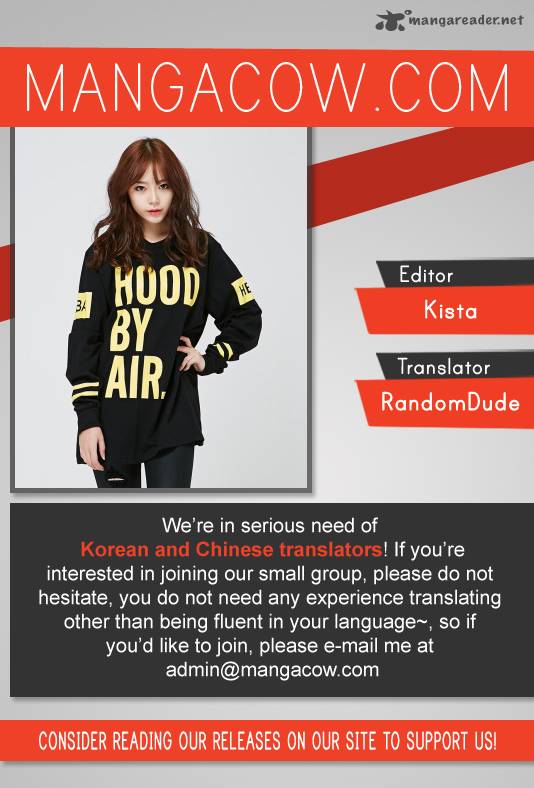 mangareader.net
MANGACOW.COM
HOOD
BY
AIR.
BA
HE
Editor
Kista
Translator
RandomDude
We're in serious need of
Korean and Chinese translators! If you're
interested in joining our small group, please do not
hesitate, you do not need any experience translating
other than being fluent in your language~, so if
you'd like to join, please e-mail me at
admin@mangacow.com
CONSIDER READING OUR RELEASES ON OUR SITE TO SUPPORT US!